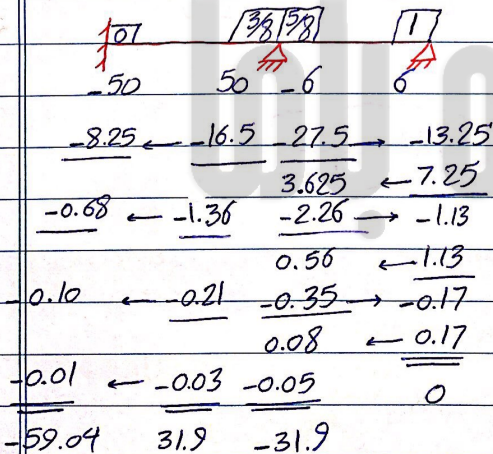 0 3/8 5/8 1
-50 50 -6 6
-8.25 ← -16.5 -27.5 → -13.25
3.625 ← 7.25
-0.68 ← -1.36 -2.26 → -1.13
0.56 ← 1.13
-0.10 ← -0.21 -0.35 → -0.17
0.08 ← 0.17
-0.01 ← -0.03 -0.05 0
-59.04 31.9 -31.9